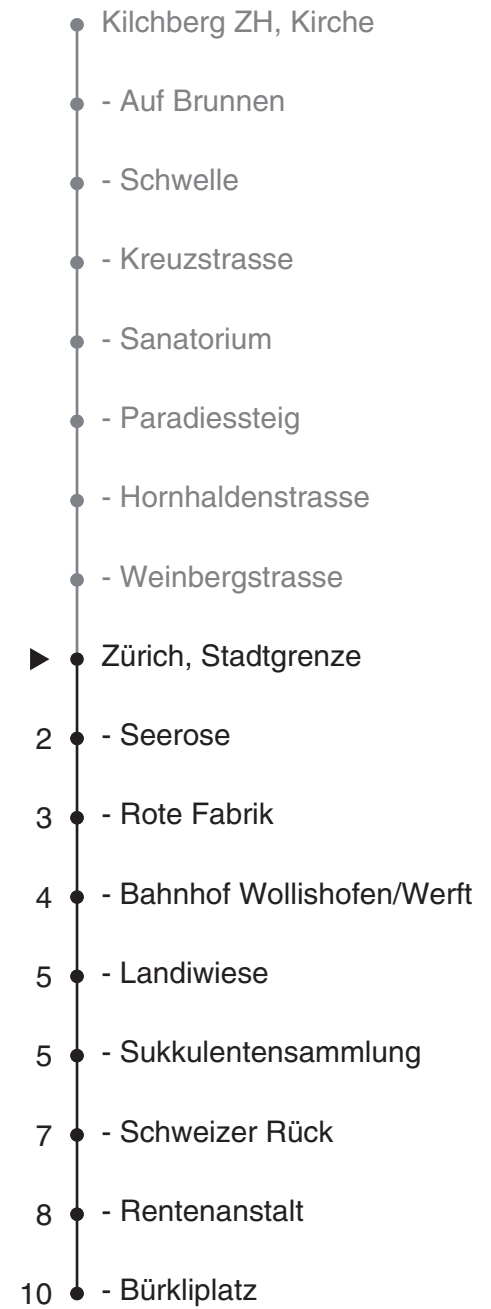 Kilchberg ZH, Kirche
- Auf Brunnen
- Schwelle
- Kreuzstrasse
- Sanatorium
- Paradiessteig
- Hornhaldenstrasse
- Weinbergstrasse
Zürich, Stadtgrenze
2 - Seerose
3 - Rote Fabrik
4 - Bahnhof Wollishofen/Werft
5 - Landiwiese
5 - Sukkulentensammlung
7 - Schweizer Rück
8 - Rentenanstalt
10 - Bürkliplatz